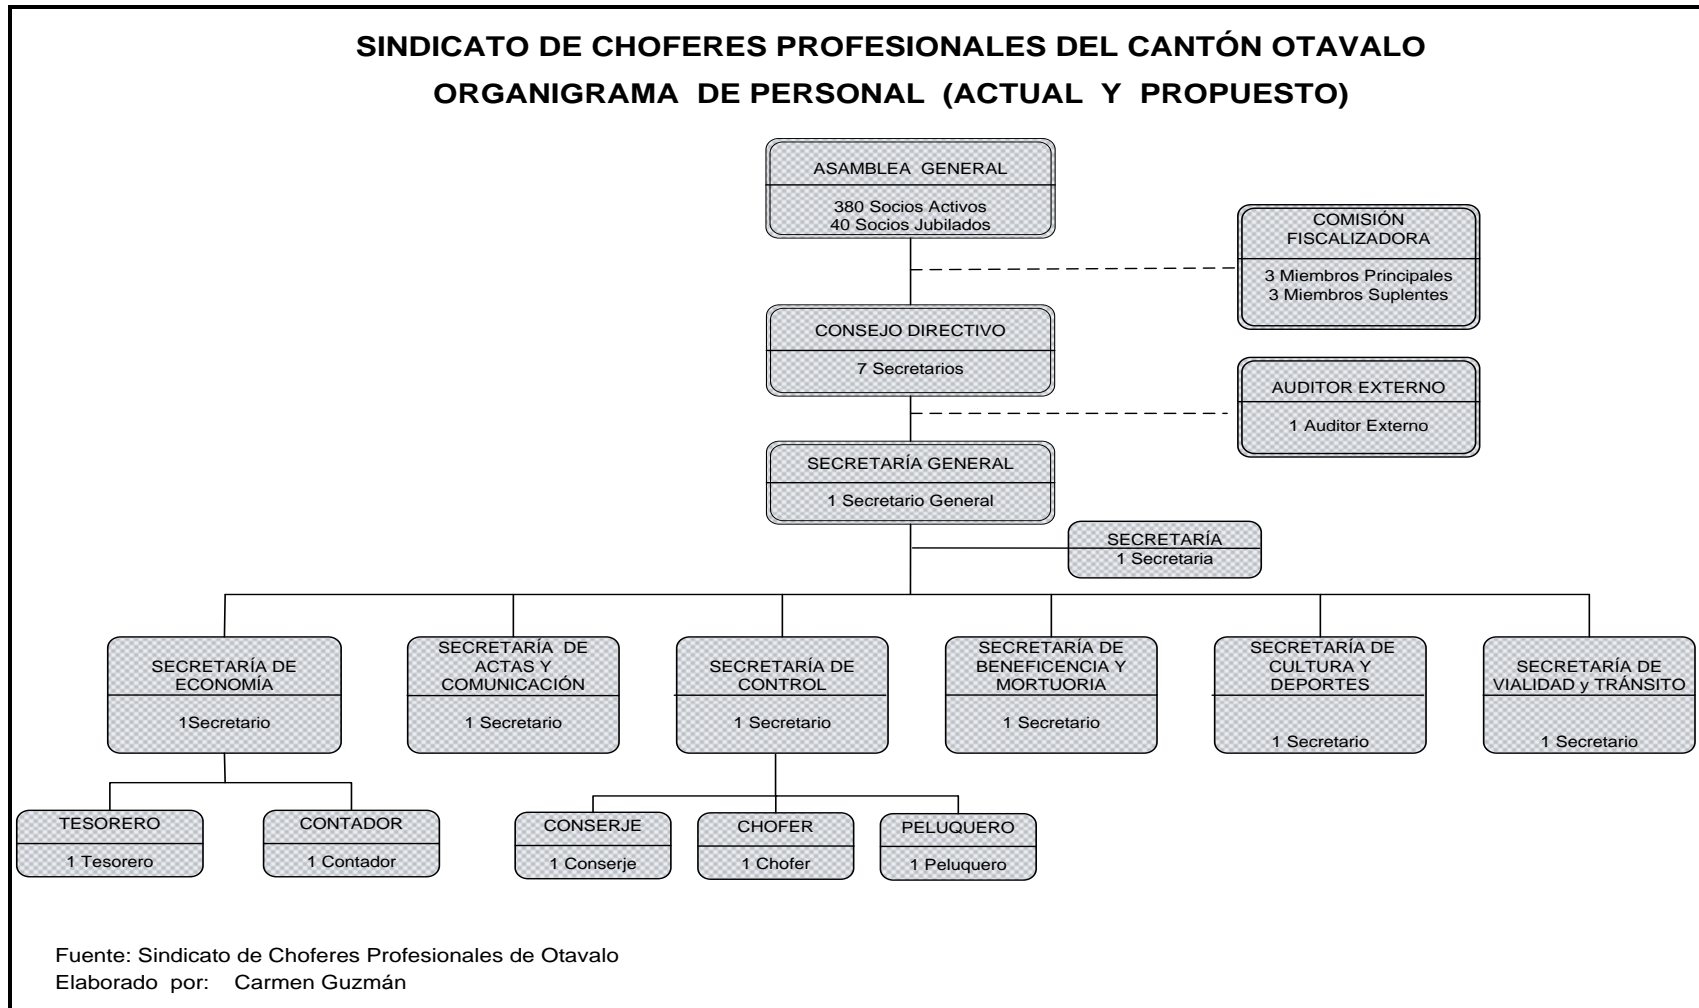 SINDICATO DE CHOFERES PROFESIONALES DEL CANTÓN OTAVALO
ORGANIGRAMA DE PERSONAL (ACTUAL Y PROPUESTO)
ASAMBLEA GENERAL
380 Socios Activos
40 Socios Jubilados
COMISIÓN
FISCALIZADORA
3 Miembros Principales
3 Miembros Suplentes
CONSEJO DIRECTIVO
7 Secretarios
AUDITOR EXTERNO
1 Auditor Externo
SECRETARÍA GENERAL
1 Secretario General
SECRETARÍA
1 Secretaria
SECRETARÍA DE
ECONOMÍA
1Secretario
SECRETARÍA DE
ACTAS Y
COMUNICACIÓN
1 Secretario
SECRETARÍA DE
CONTROL
1 Secretario
SECRETARÍA DE
BENEFICENCIA Y
MORTUORIA
1 Secretario
SECRETARÍA DE
CULTURA Y
DEPORTES
1 Secretario
SECRETARÍA DE
VIALIDAD y TRÁNSITO
1 Secretario
TESORERO
1 Tesorero
CONTADOR
1 Contador
CONSERJE
1 Conserje
CHOFER
1 Chofer
PELUQUERO
1 Peluquero
Fuente: Sindicato de Choferes Profesionales de Otavalo
Elaborado por: Carmen Guzmán